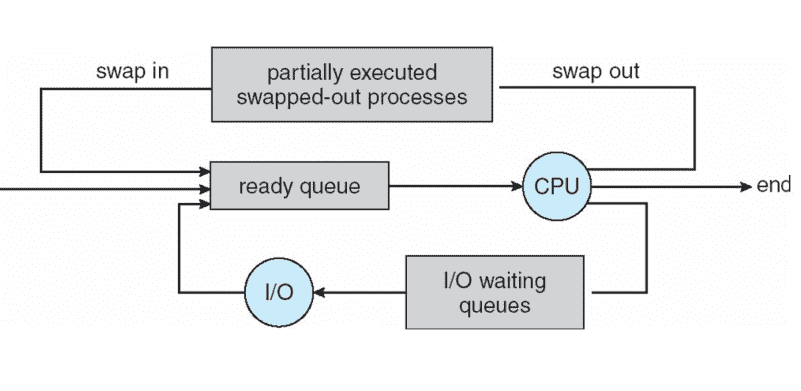 swap in
partially executed
swapped-out processes
swap out
ready queue
CPU
end
I/O
I/O waiting
queues